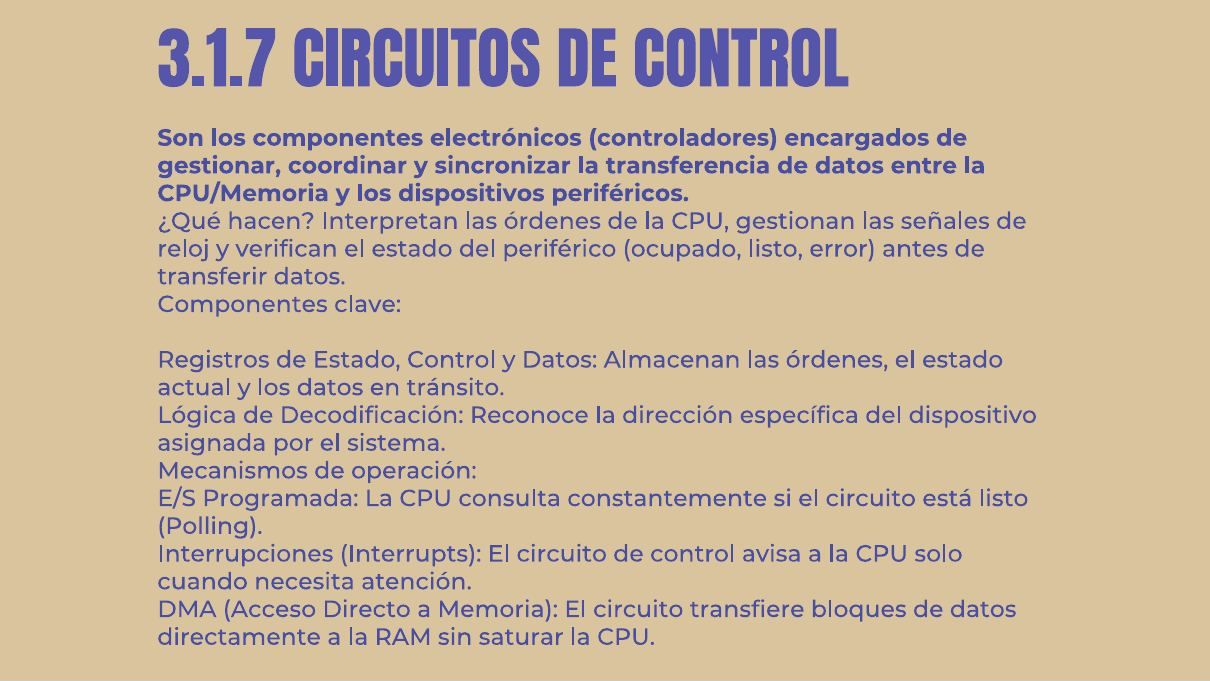 3.1.7 CIRCUITOS DE CONTROL
Son los componentes electrónicos (controladores) encargados de
gestionar, coordinar y sincronizar la transferencia de datos entre la
CPU/Memoria y los dispositivos periféricos.
¿Qué hacen? Interpretan las órdenes de la CPU, gestionan las señales de
reloj y verifican el estado del periférico (ocupado, listo, error) antes de
transferir datos.
Componentes clave:
Registros de Estado, Control y Datos: Almacenan las órdenes, el estado
actual y los datos en tránsito.
Lógica de Decodificación: Reconoce la dirección específica del dispositivo
asignada por el sistema.
Mecanismos de operación:
E/S Programada: La CPU consulta constantemente si el circuito está listo
(Polling).
Interrupciones (Interrupts): El circuito de control avisa a la CPU solo
cuando necesita atención.
DMA (Acceso Directo a Memoria): El circuito transfiere bloques de datos
directamente a la RAM sin saturar la CPU.